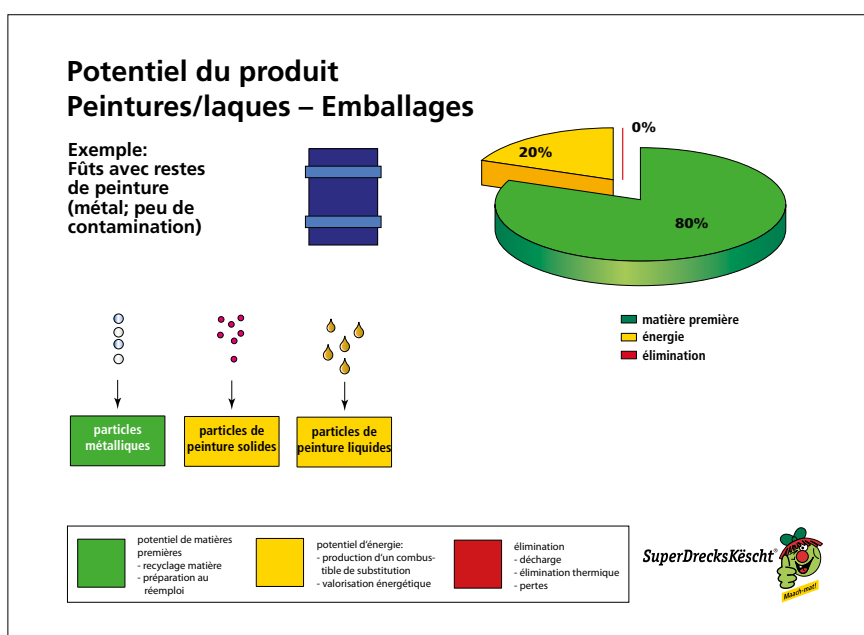 Potentiel du produit
Peintures/laques – Emballages
Exemple:
Fûts avec restes
de peinture
(métal; peu de
contamination)
0%
20%
80%
matière première
énergie
élimination
particles
métalliques
particles de
peinture solides
particles de
peinture liquides
potentiel de matières
premières
- recyclage matière
- préparation au
réemploi
potentiel d'énergie:
- production d'un combus-
tible de substitution
- valorisation énergétique
élimination
- décharge
- élimination thermique
- pertes
SuperDrecksKëscht®
Maach-mat!